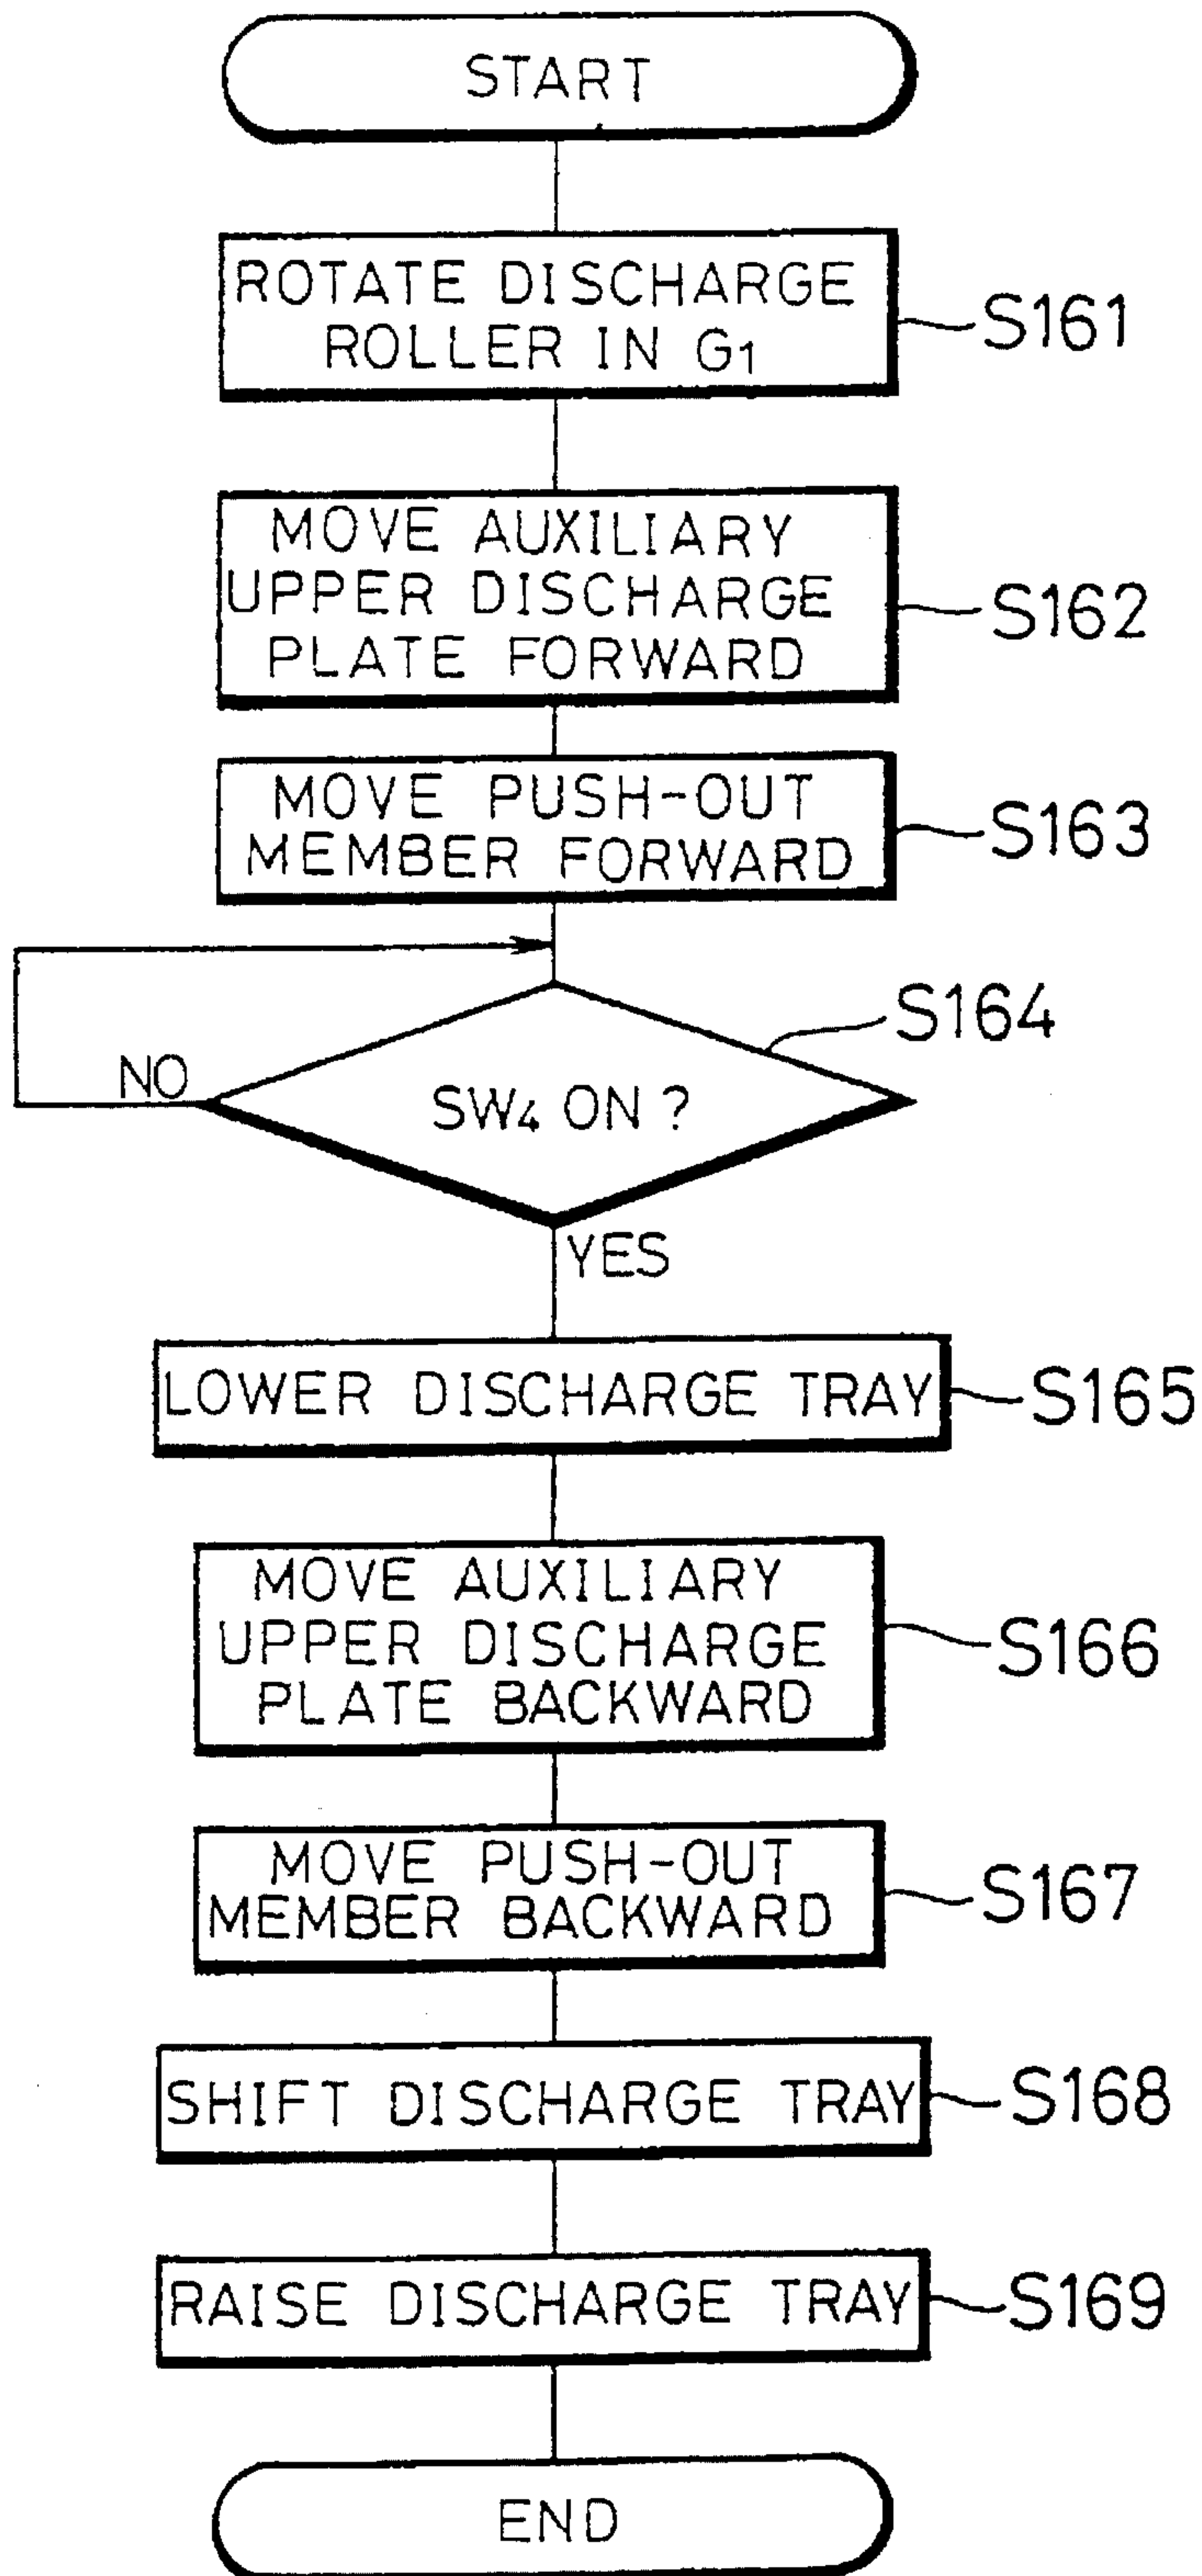 START
ROTATE DISCHARGE
ROLLER IN G1
S161
MOVE AUXILIARY
UPPER DISCHARGE
PLATE FORWARD
S162
MOVE PUSH-OUT
MEMBER FORWARD
S163
S164
NO
SW4 ON ?
YES
LOWER DISCHARGE TRAY
S165
MOVE AUXILIARY
UPPER DISCHARGE
PLATE BACKWARD
S166
MOVE PUSH-OUT
MEMBER BACKWARD
S167
SHIFT DISCHARGE TRAY
S168
RAISE DISCHARGE TRAY
S169
END